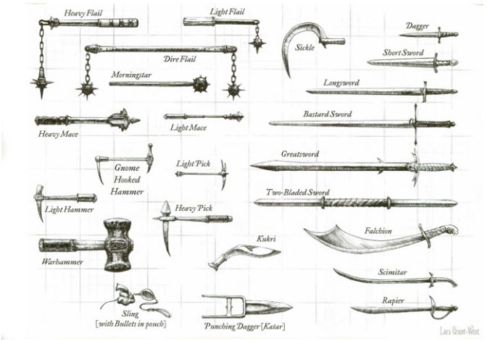 Heavy Flail
Light Flail
Dire Flail
Morningstar
Heavy Mace
Light Mace
Gnome
Hooked
Hammer
Light Pick
Light Hammer
Heavy Pick
Warhammer
Sling
[with Bullets in pouch]
Kukri
Punching Dagger [Katar]
Sickle
Dagger
Short Sword
Longsword
Bastard Sword
Greatsword
Two-Bladed Sword
Falchion
Scimitar
Rapier
Lars Grant-West